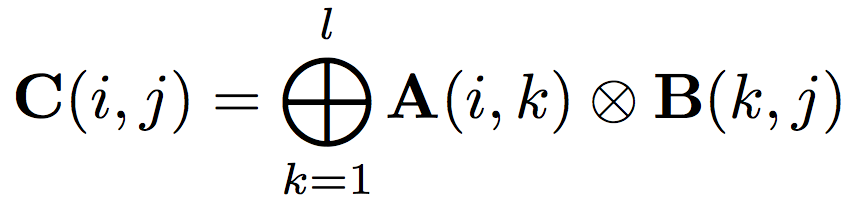 C(i, j) = ⨁_{k=1}^{l} A(i, k) ⊗ B(k, j)